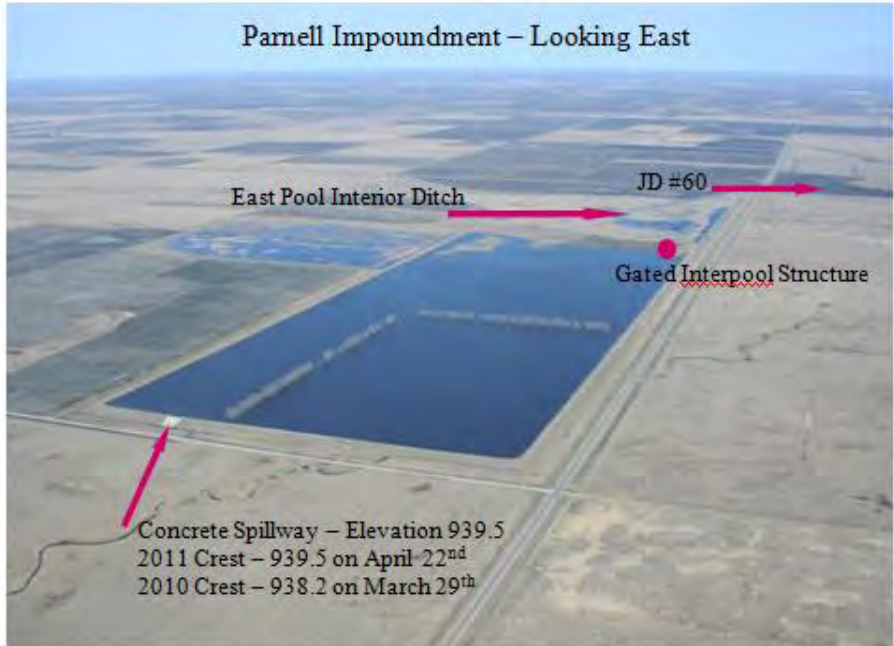 Parnell Impoundment – Looking East
JD #60
East Pool Interior Ditch
Gated Interpool Structure
Concrete Spillway – Elevation 939.5
2011 Crest – 939.5 on April 22nd
2010 Crest – 938.2 on March 29th